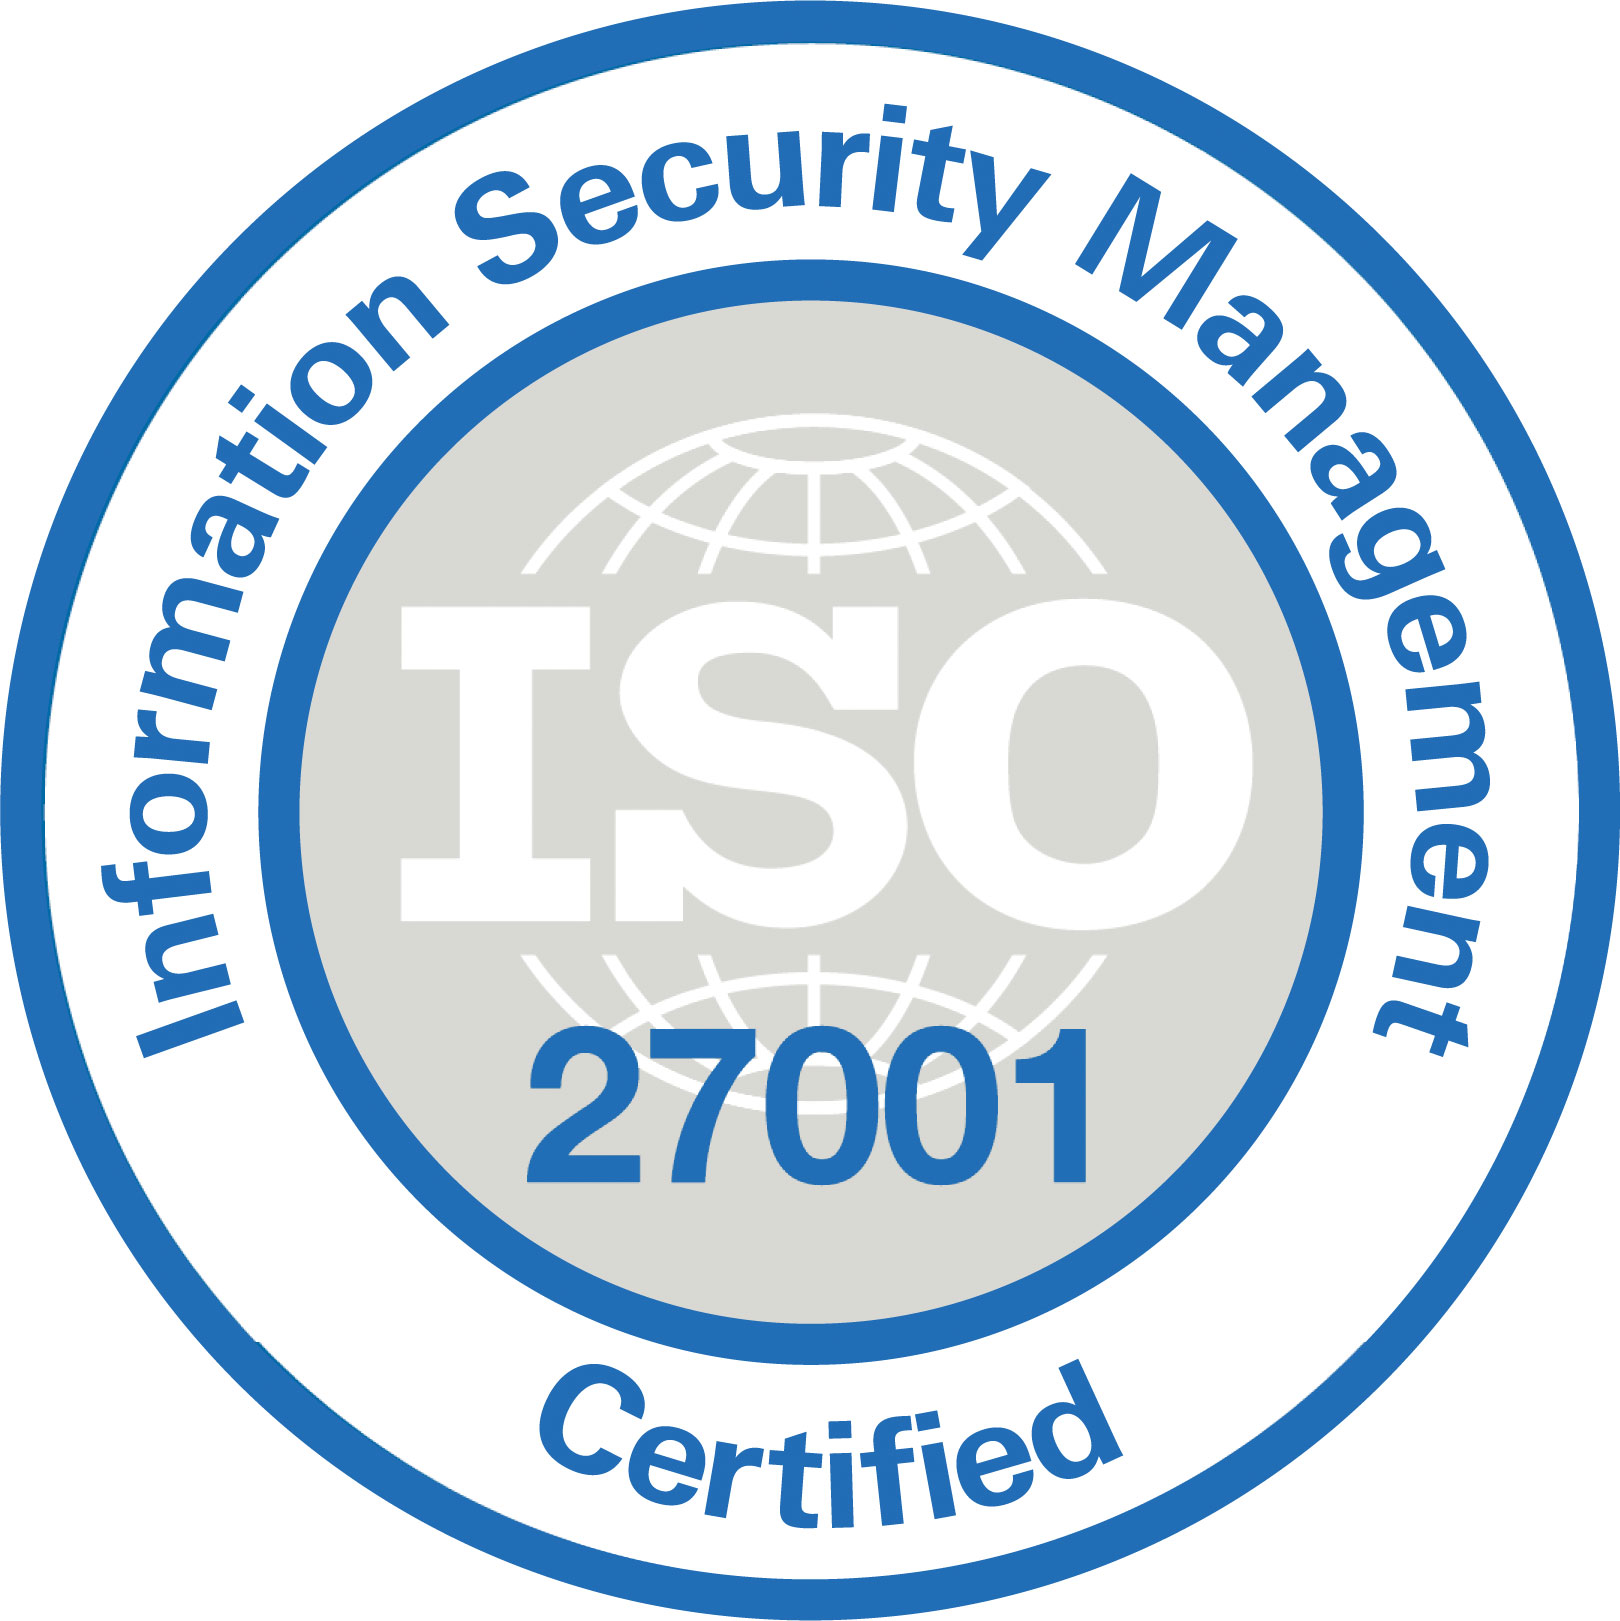 Information Security Management
ISO
27001
Certified